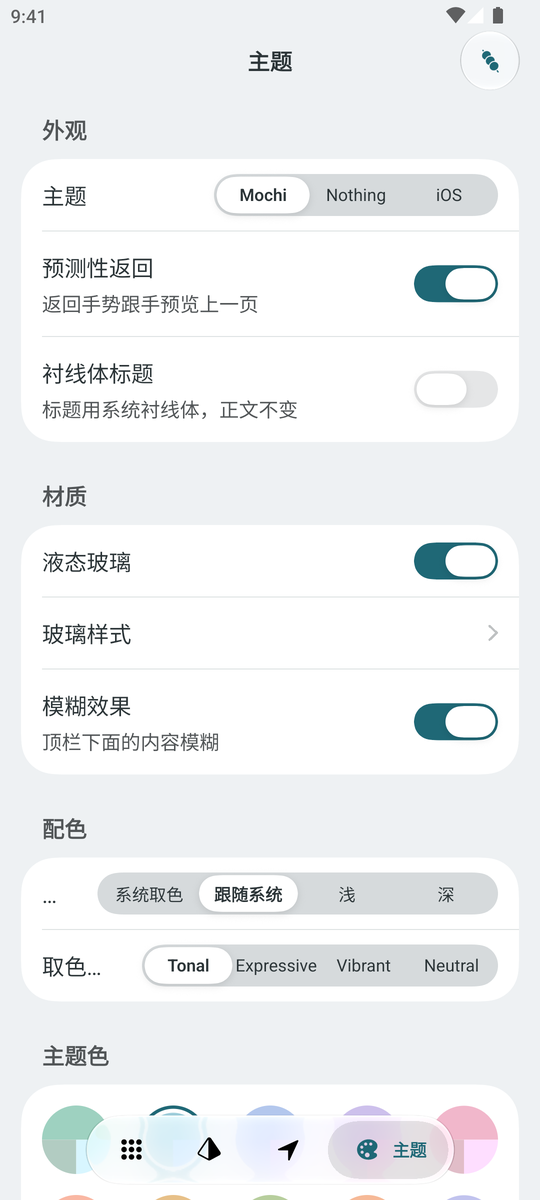 9:41
主题
外观
主题
Mochi Nothing iOS
预测性返回
返回手势跟手预览上一页
衬线体标题
标题用系统衬线体，正文不变
材质
液态玻璃
玻璃样式
模糊效果
顶栏下面的内容模糊
配色
... 系统取色 跟随系统 浅 深
取色... Tonal Expressive Vibrant Neutral
主题色
主题